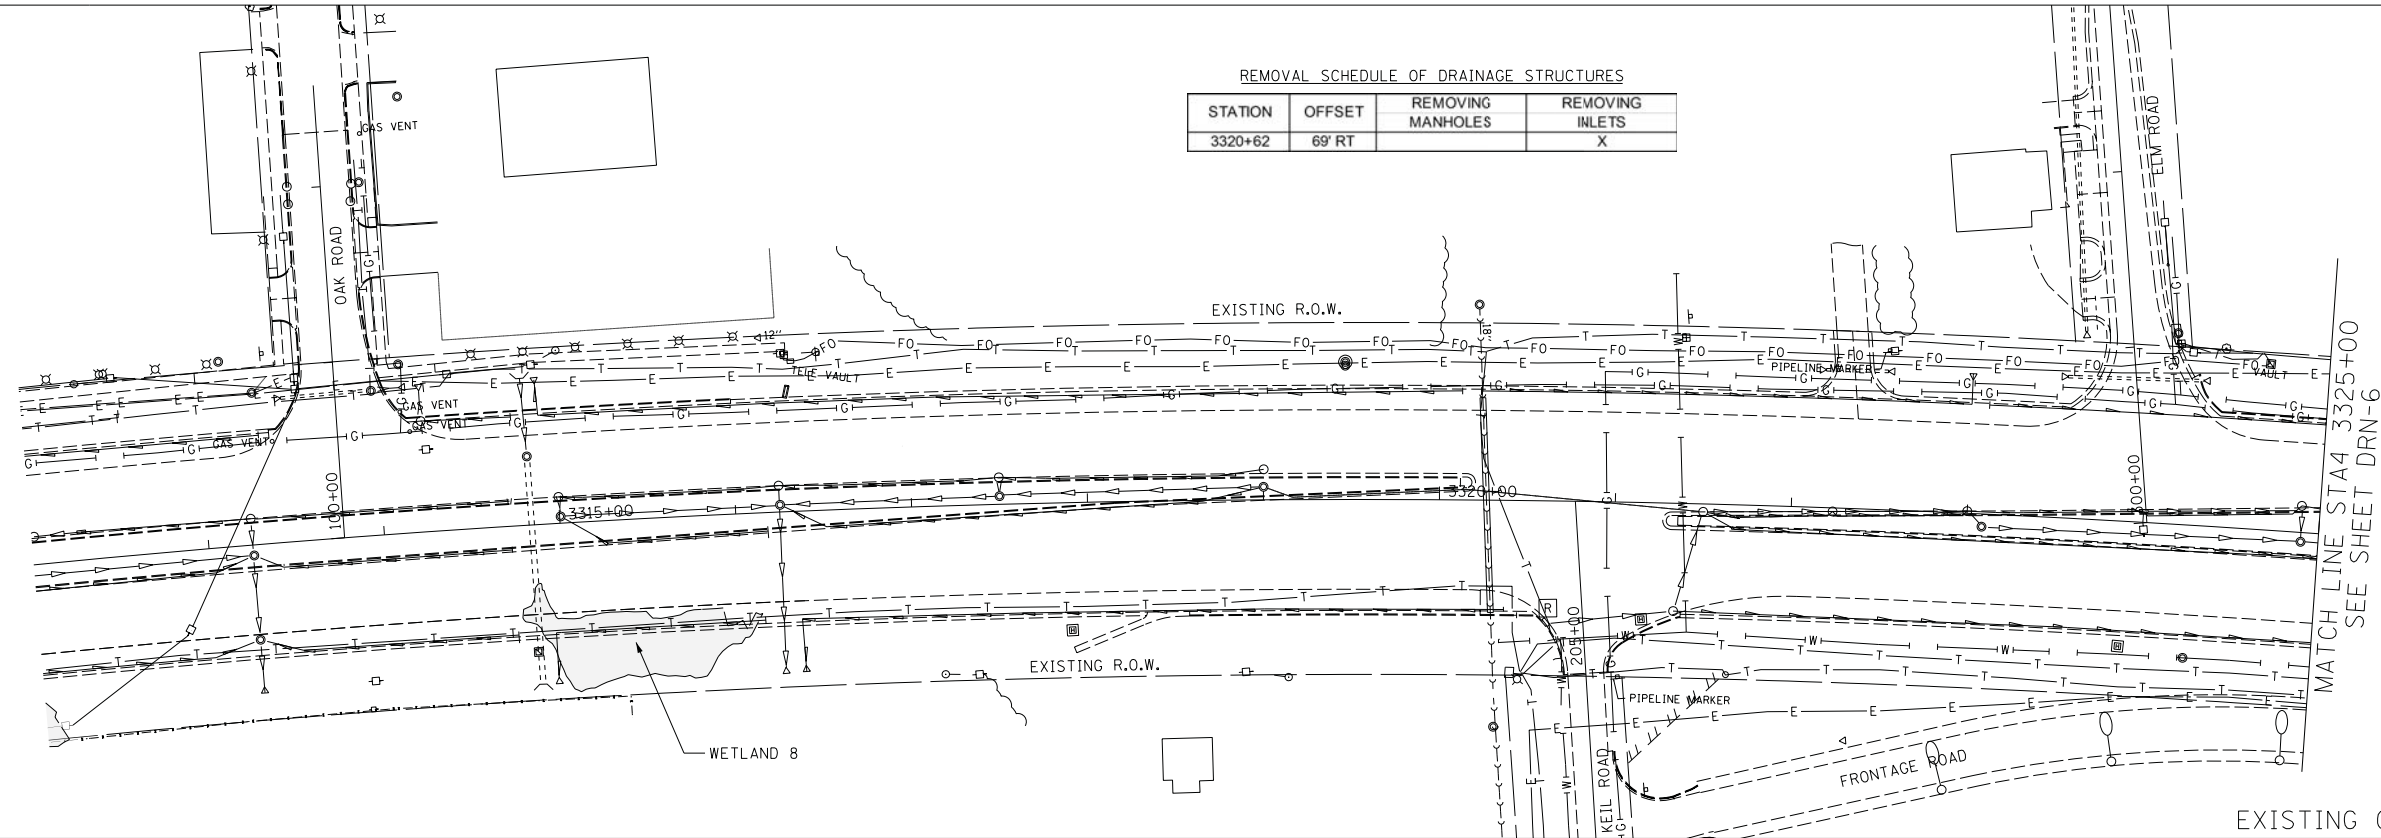 REMOVAL SCHEDULE OF DRAINAGE STRUCTURES
STATION OFFSET REMOVING MANHOLES REMOVING INLETS
3320+62 69' RT X
GAS VENT
OAK ROAD
ELM ROAD
EXISTING R.O.W.
12"
18"
TELE VAULT
PIPELINE MARKER
VAULT
GAS VENT
GAS VENT
GAS VENT
100+00
3315+00
3320+00
MATCH LINE STA4 3325+00
SEE SHEET DRN-6
R
205+00
EXISTING R.O.W.
PIPELINE MARKER
WETLAND 8
KEIL ROAD
FRONTAGE ROAD
EXISTING